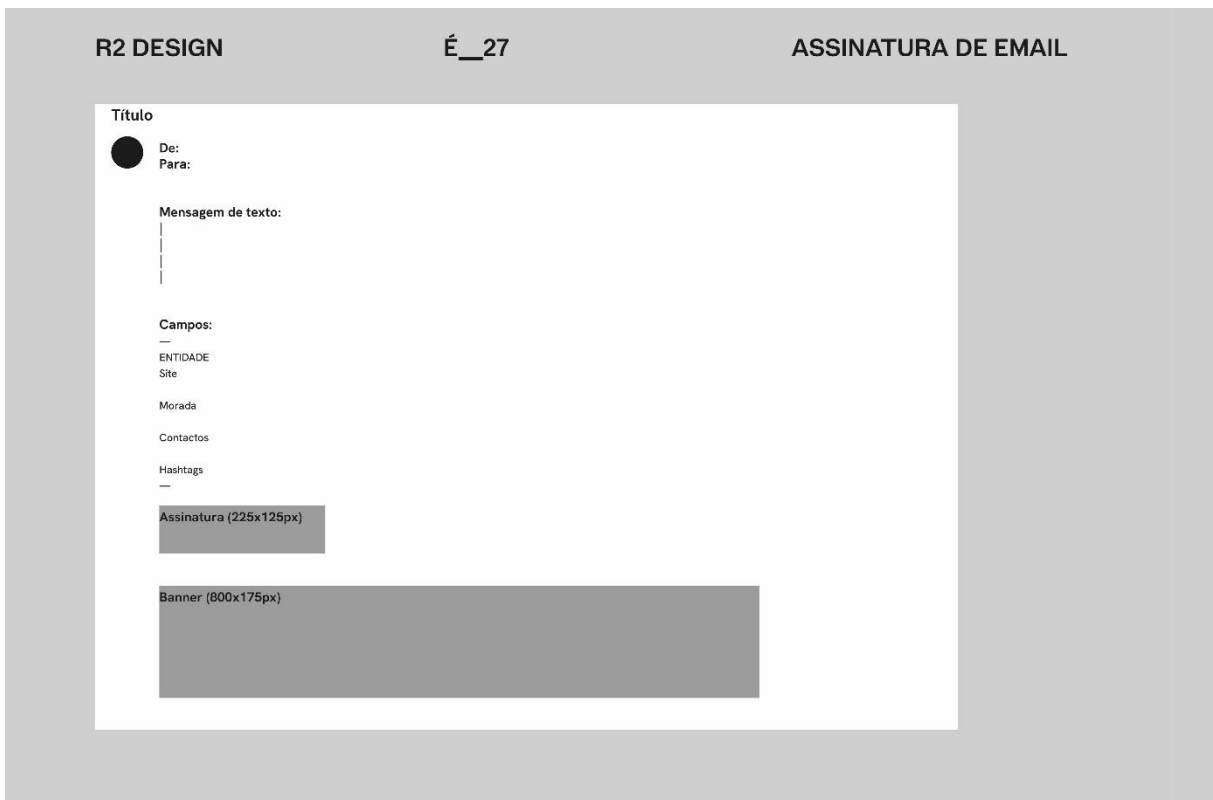 R2 DESIGN
É__27
ASSINATURA DE EMAIL
Título
De:
Para:
Mensagem de texto:
Campos:
—
ENTIDADE
Site
Morada
Contactos
Hashtags
—
Assinatura (225x125px)
Banner (800x175px)